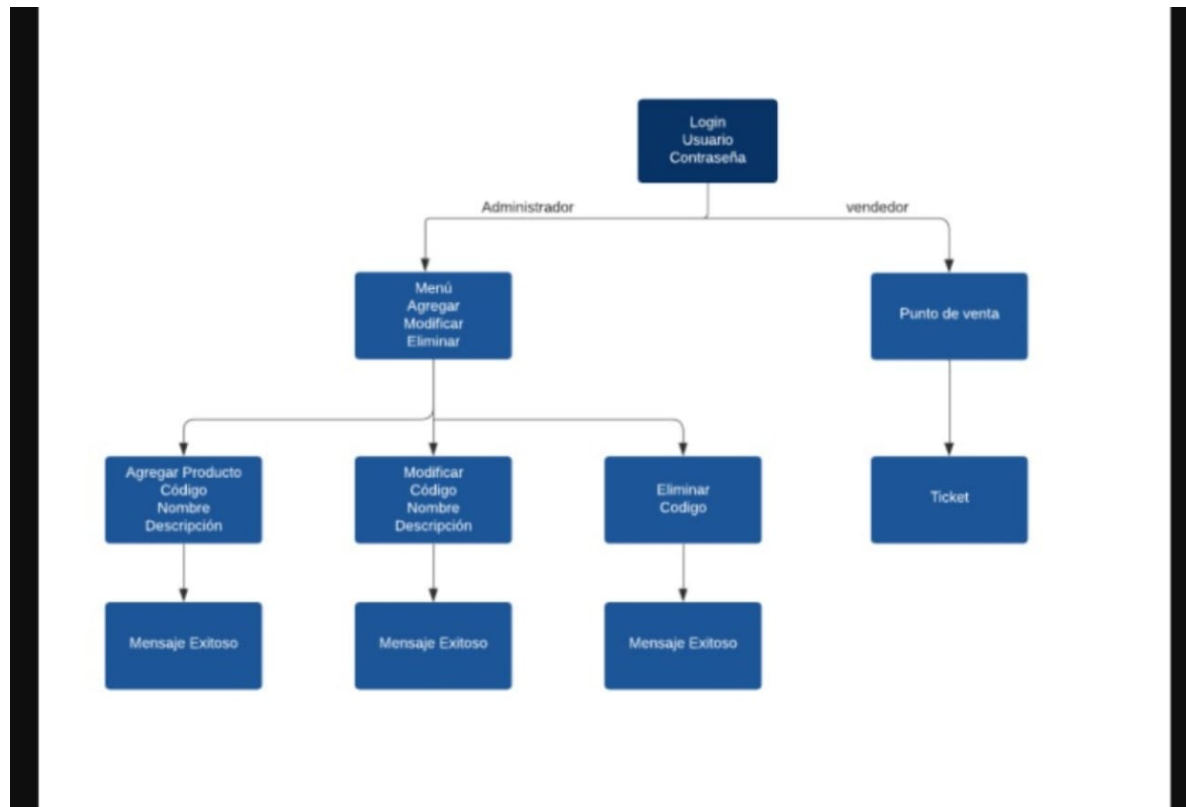 Login
Usuario
Contraseña
Administrador
vendedor
Menú
Agregar
Modificar
Eliminar
Punto de venta
Agregar Producto
Código
Nombre
Descripción
Modificar
Código
Nombre
Descripción
Eliminar
Codigo
Ticket
Mensaje Exitoso
Mensaje Exitoso
Mensaje Exitoso